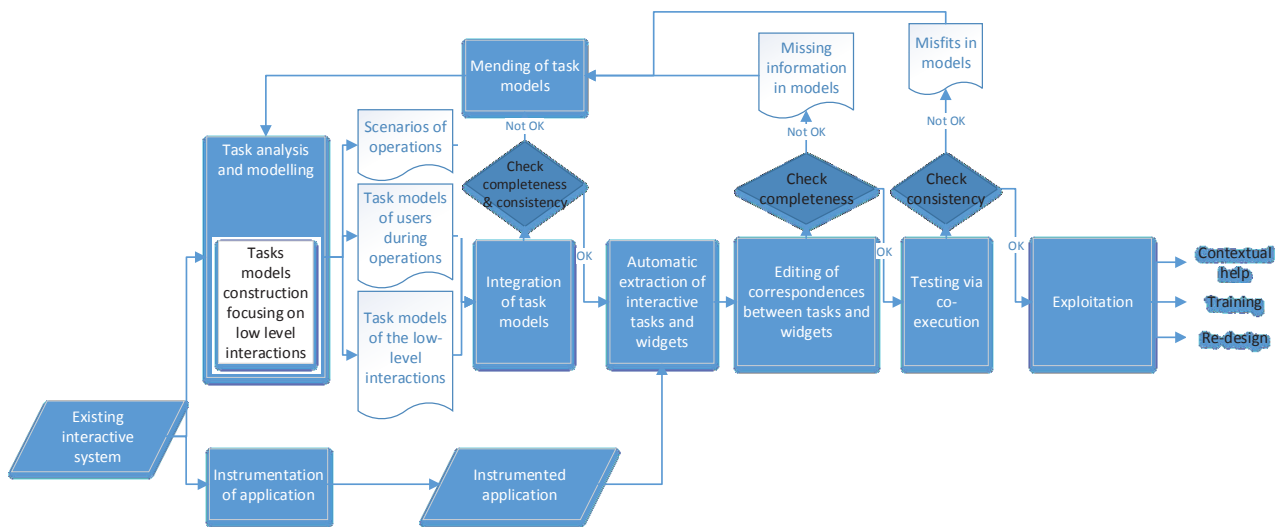 Mending of task
models
Missing
information
in models
Misfits in
models
Not OK
Not OK
Not OK
Task analysis
and modelling
Scenarios of
operations
Check
completeness
& consistency
Check
completeness
Check
consistency
Tasks models
construction
focusing on
low level
interactions
Task models
of users
during
operations
Task models
of the low-
level
interactions
Integration
of task
models
OK
Automatic
extraction of
interactive
tasks and
widgets
Editing of
correspondences
between tasks and
widgets
OK
Testing via
co-
execution
OK
Exploitation
Contextual
help
Training
Re-design
Existing
interactive
system
Instrumentation
of application
Instrumented
application